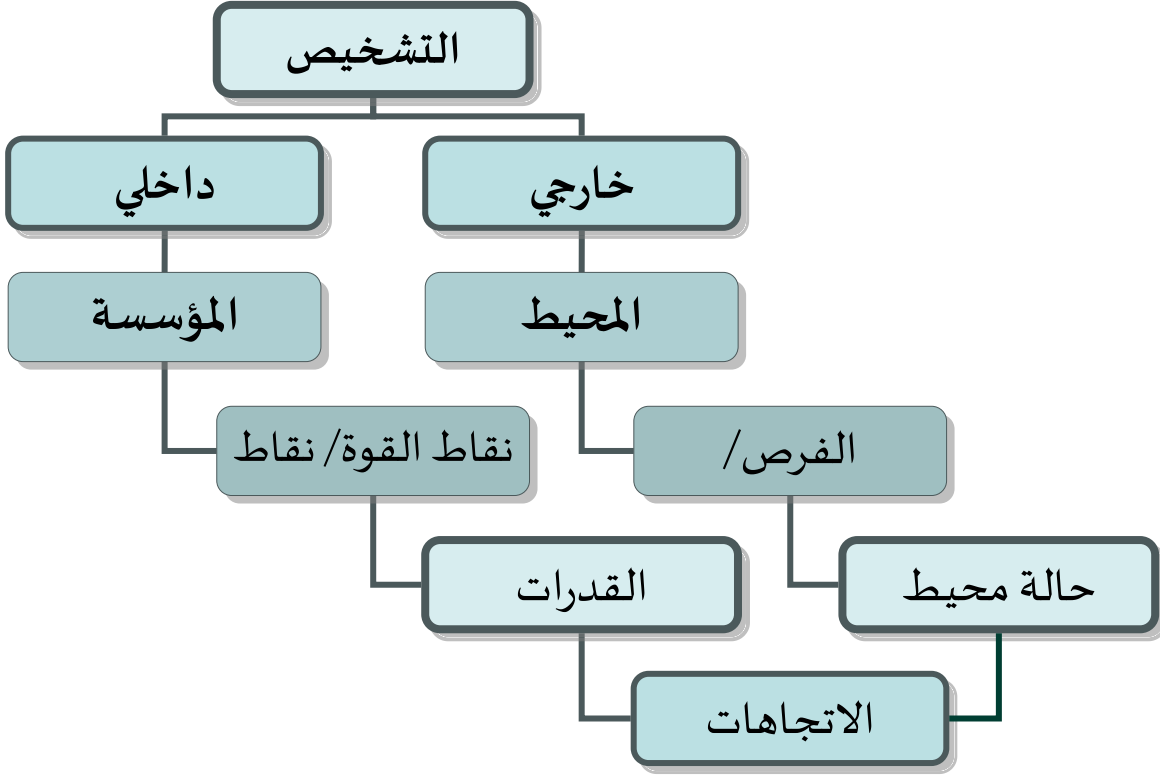 التشخيص
خارجي
داخلي
المحيط
المؤسسة
الفرص/
نقاط القوة/ نقاط
حالة محيط
القدرات
الاتجاهات